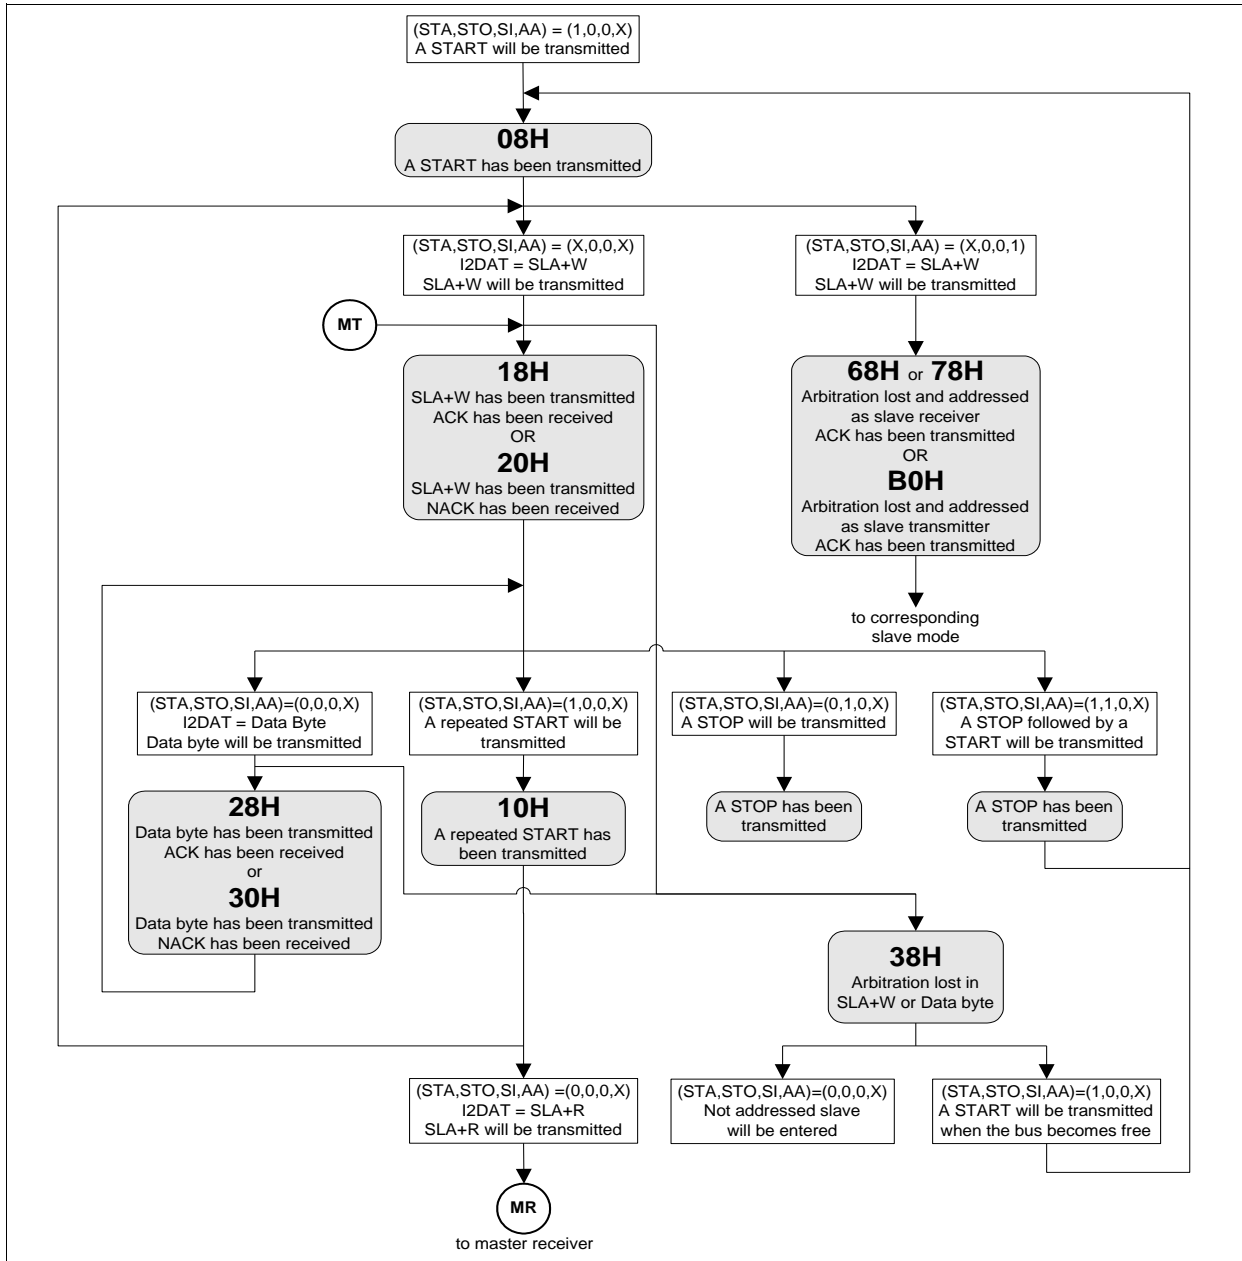 (STA,STO,SI,AA) = (1,0,0,X)
A START will be transmitted
08H
A START has been transmitted
(STA,STO,SI,AA) = (X,0,0,X)
I2DAT = SLA+W
SLA+W will be transmitted
(STA,STO,SI,AA) = (X,0,0,1)
I2DAT = SLA+W
SLA+W will be transmitted
MT
18H
SLA+W has been transmitted
ACK has been received
OR
20H
SLA+W has been transmitted
NACK has been received
68H or 78H
Arbitration lost and addressed
as slave receiver
ACK has been transmitted
OR
B0H
Arbitration lost and addressed
as slave transmitter
ACK has been transmitted
to corresponding
slave mode
(STA,STO,SI,AA)=(0,0,0,X)
I2DAT = Data Byte
Data byte will be transmitted
(STA,STO,SI,AA)=(1,0,0,X)
A repeated START will be
transmitted
(STA,STO,SI,AA)=(0,1,0,X)
A STOP will be transmitted
(STA,STO,SI,AA)=(1,1,0,X)
A STOP followed by a
START will be transmitted
28H
Data byte has been transmitted
ACK has been received
or
30H
Data byte has been transmitted
NACK has been received
10H
A repeated START has
been transmitted
A STOP has been
transmitted
A STOP has been
transmitted
38H
Arbitration lost in
SLA+W or Data byte
(STA,STO,SI,AA) =(0,0,0,X)
I2DAT = SLA+R
SLA+R will be transmitted
(STA,STO,SI,AA)=(0,0,0,X)
Not addressed slave
will be entered
(STA,STO,SI,AA)=(1,0,0,X)
A START will be transmitted
when the bus becomes free
MR
to master receiver